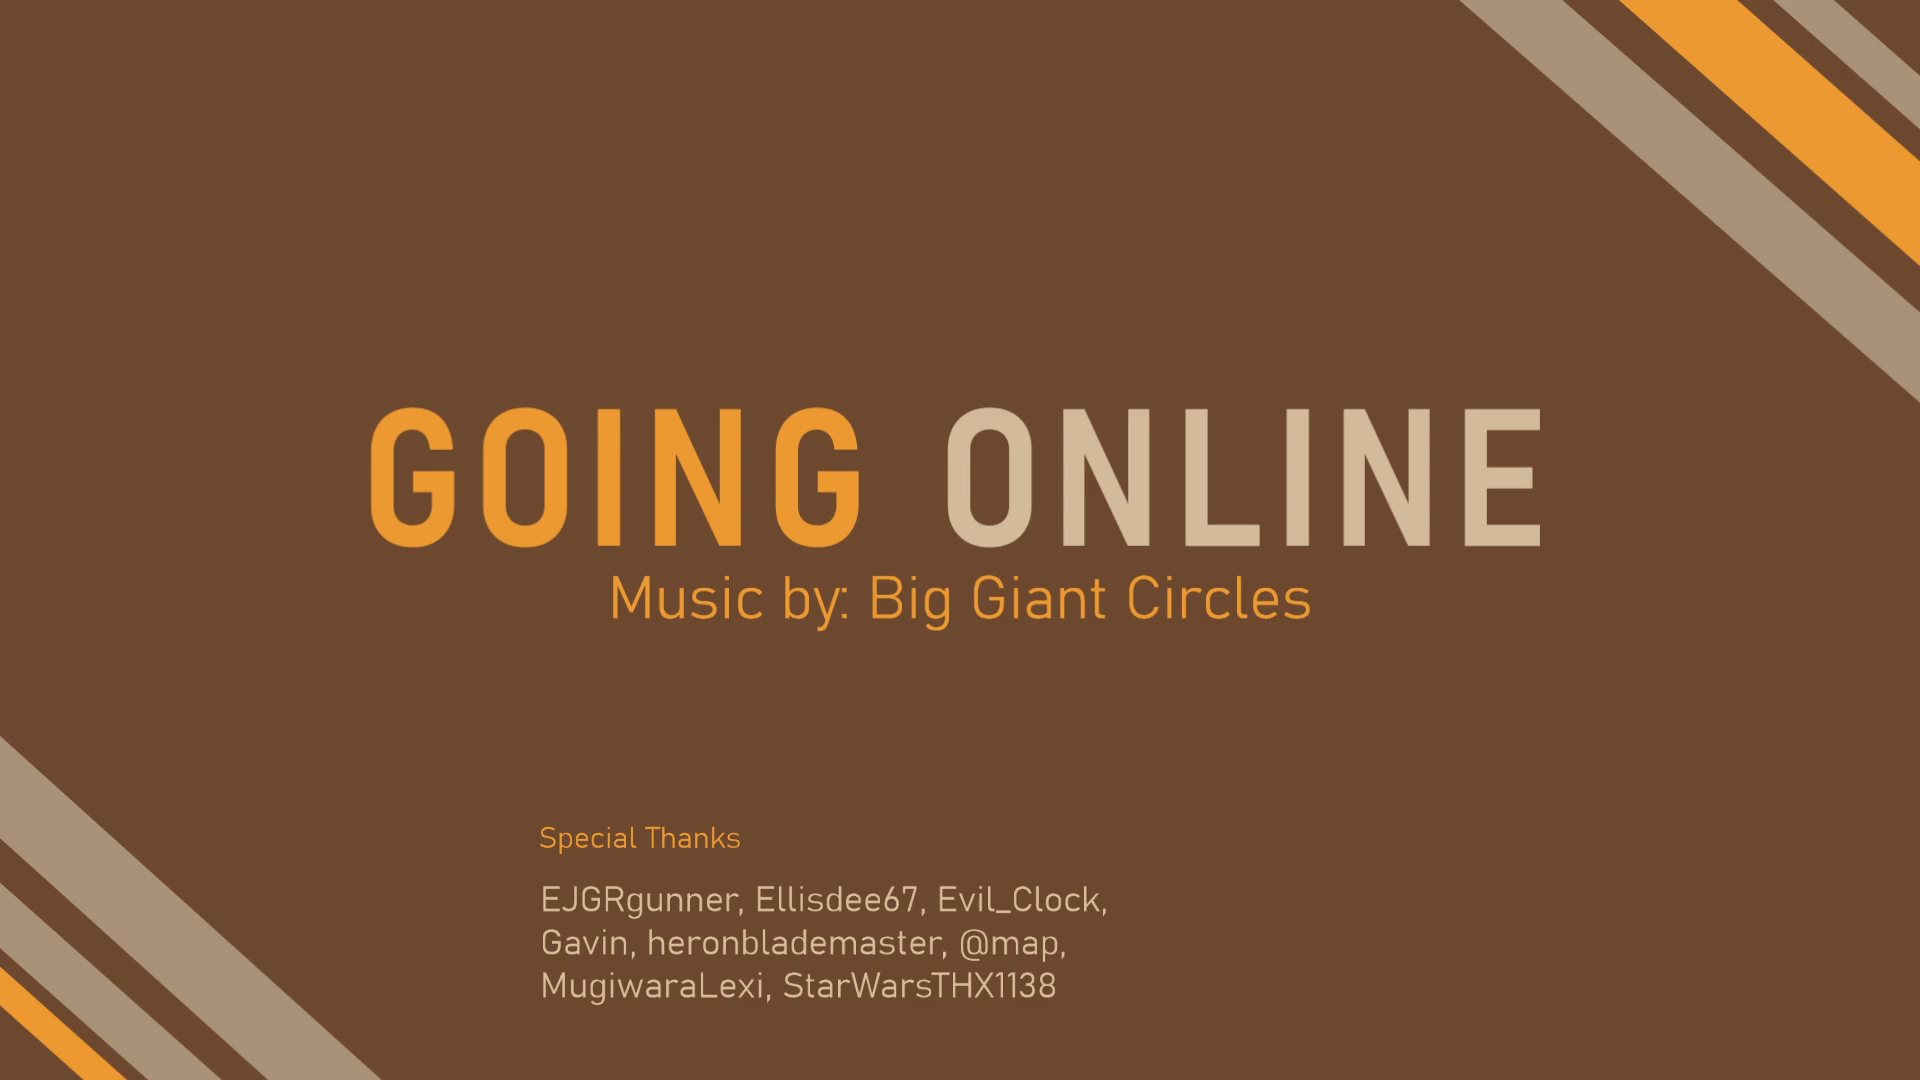 GOING ONLINE
Music by: Big Giant Circles
Special Thanks
EJGRgunner, Ellisdee67, Evil_Clock,
Gavin, heronblademaster, @map,
MugiwaraLexi, StarWarsTHX1138